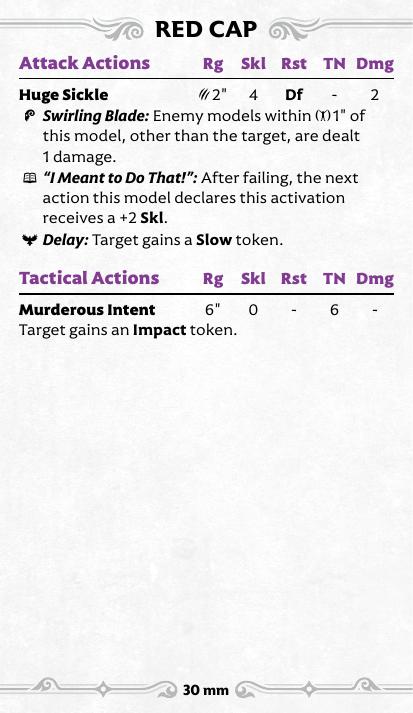 RED CAP
Attack Actions Rg Skl Rst TN Dmg
Huge Sickle 2" 4 Df - 2
Swirling Blade: Enemy models within 1" of
this model, other than the target, are dealt
1 damage.
“I Meant to Do That!”: After failing, the next
action this model declares this activation
receives a +2 Skl.
Delay: Target gains a Slow token.
Tactical Actions Rg Skl Rst TN Dmg
Murderous Intent 6" 0 - 6 -
Target gains an Impact token.
30 mm